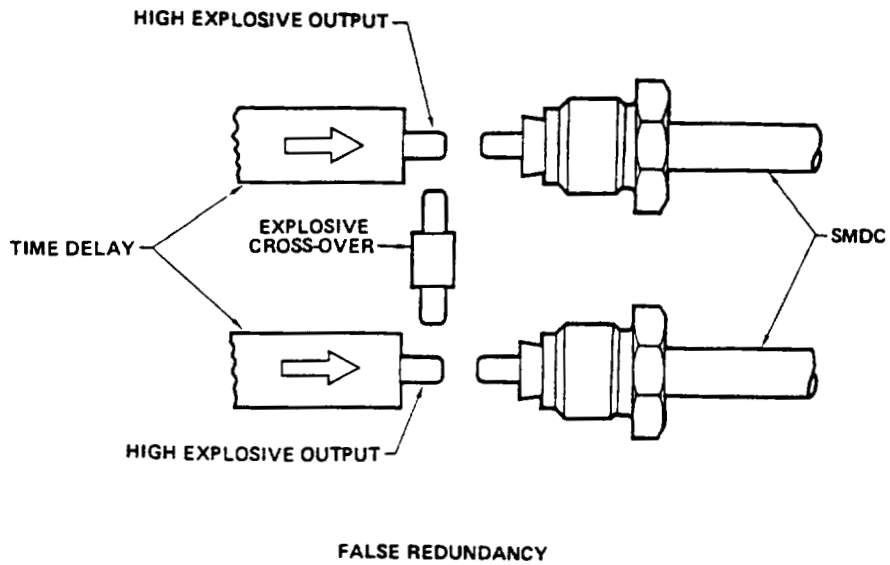 HIGH EXPLOSIVE OUTPUT
EXPLOSIVE
CROSS-OVER
TIME DELAY
SMDC
HIGH EXPLOSIVE OUTPUT
FALSE REDUNDANCY